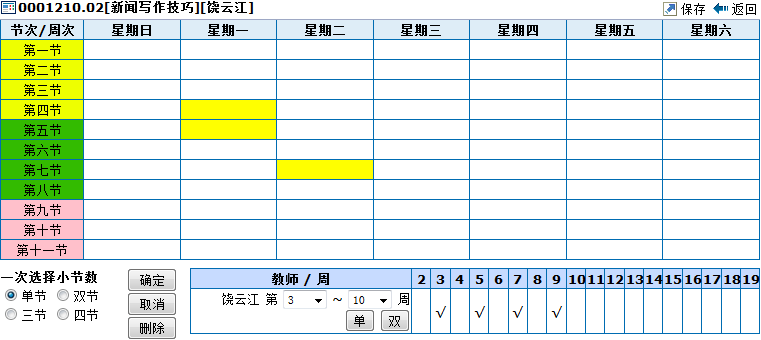 0001210.02[新闻写作技巧][饶云江] 保存 返回
节次/周次 星期日 星期一 星期二 星期三 星期四 星期五 星期六
第一节
第二节
第三节
第四节
第五节
第六节
第七节
第八节
第九节
第十节
第十一节
一次选择小节数 确定 教师 / 周 2 3 4 5 6 7 8 9 10 11 12 13 14 15 16 17 18 19
单节 双节 取消 饶云江 第 3 ~ 10 周 √ √ √ √
三节 四节 删除 单 双